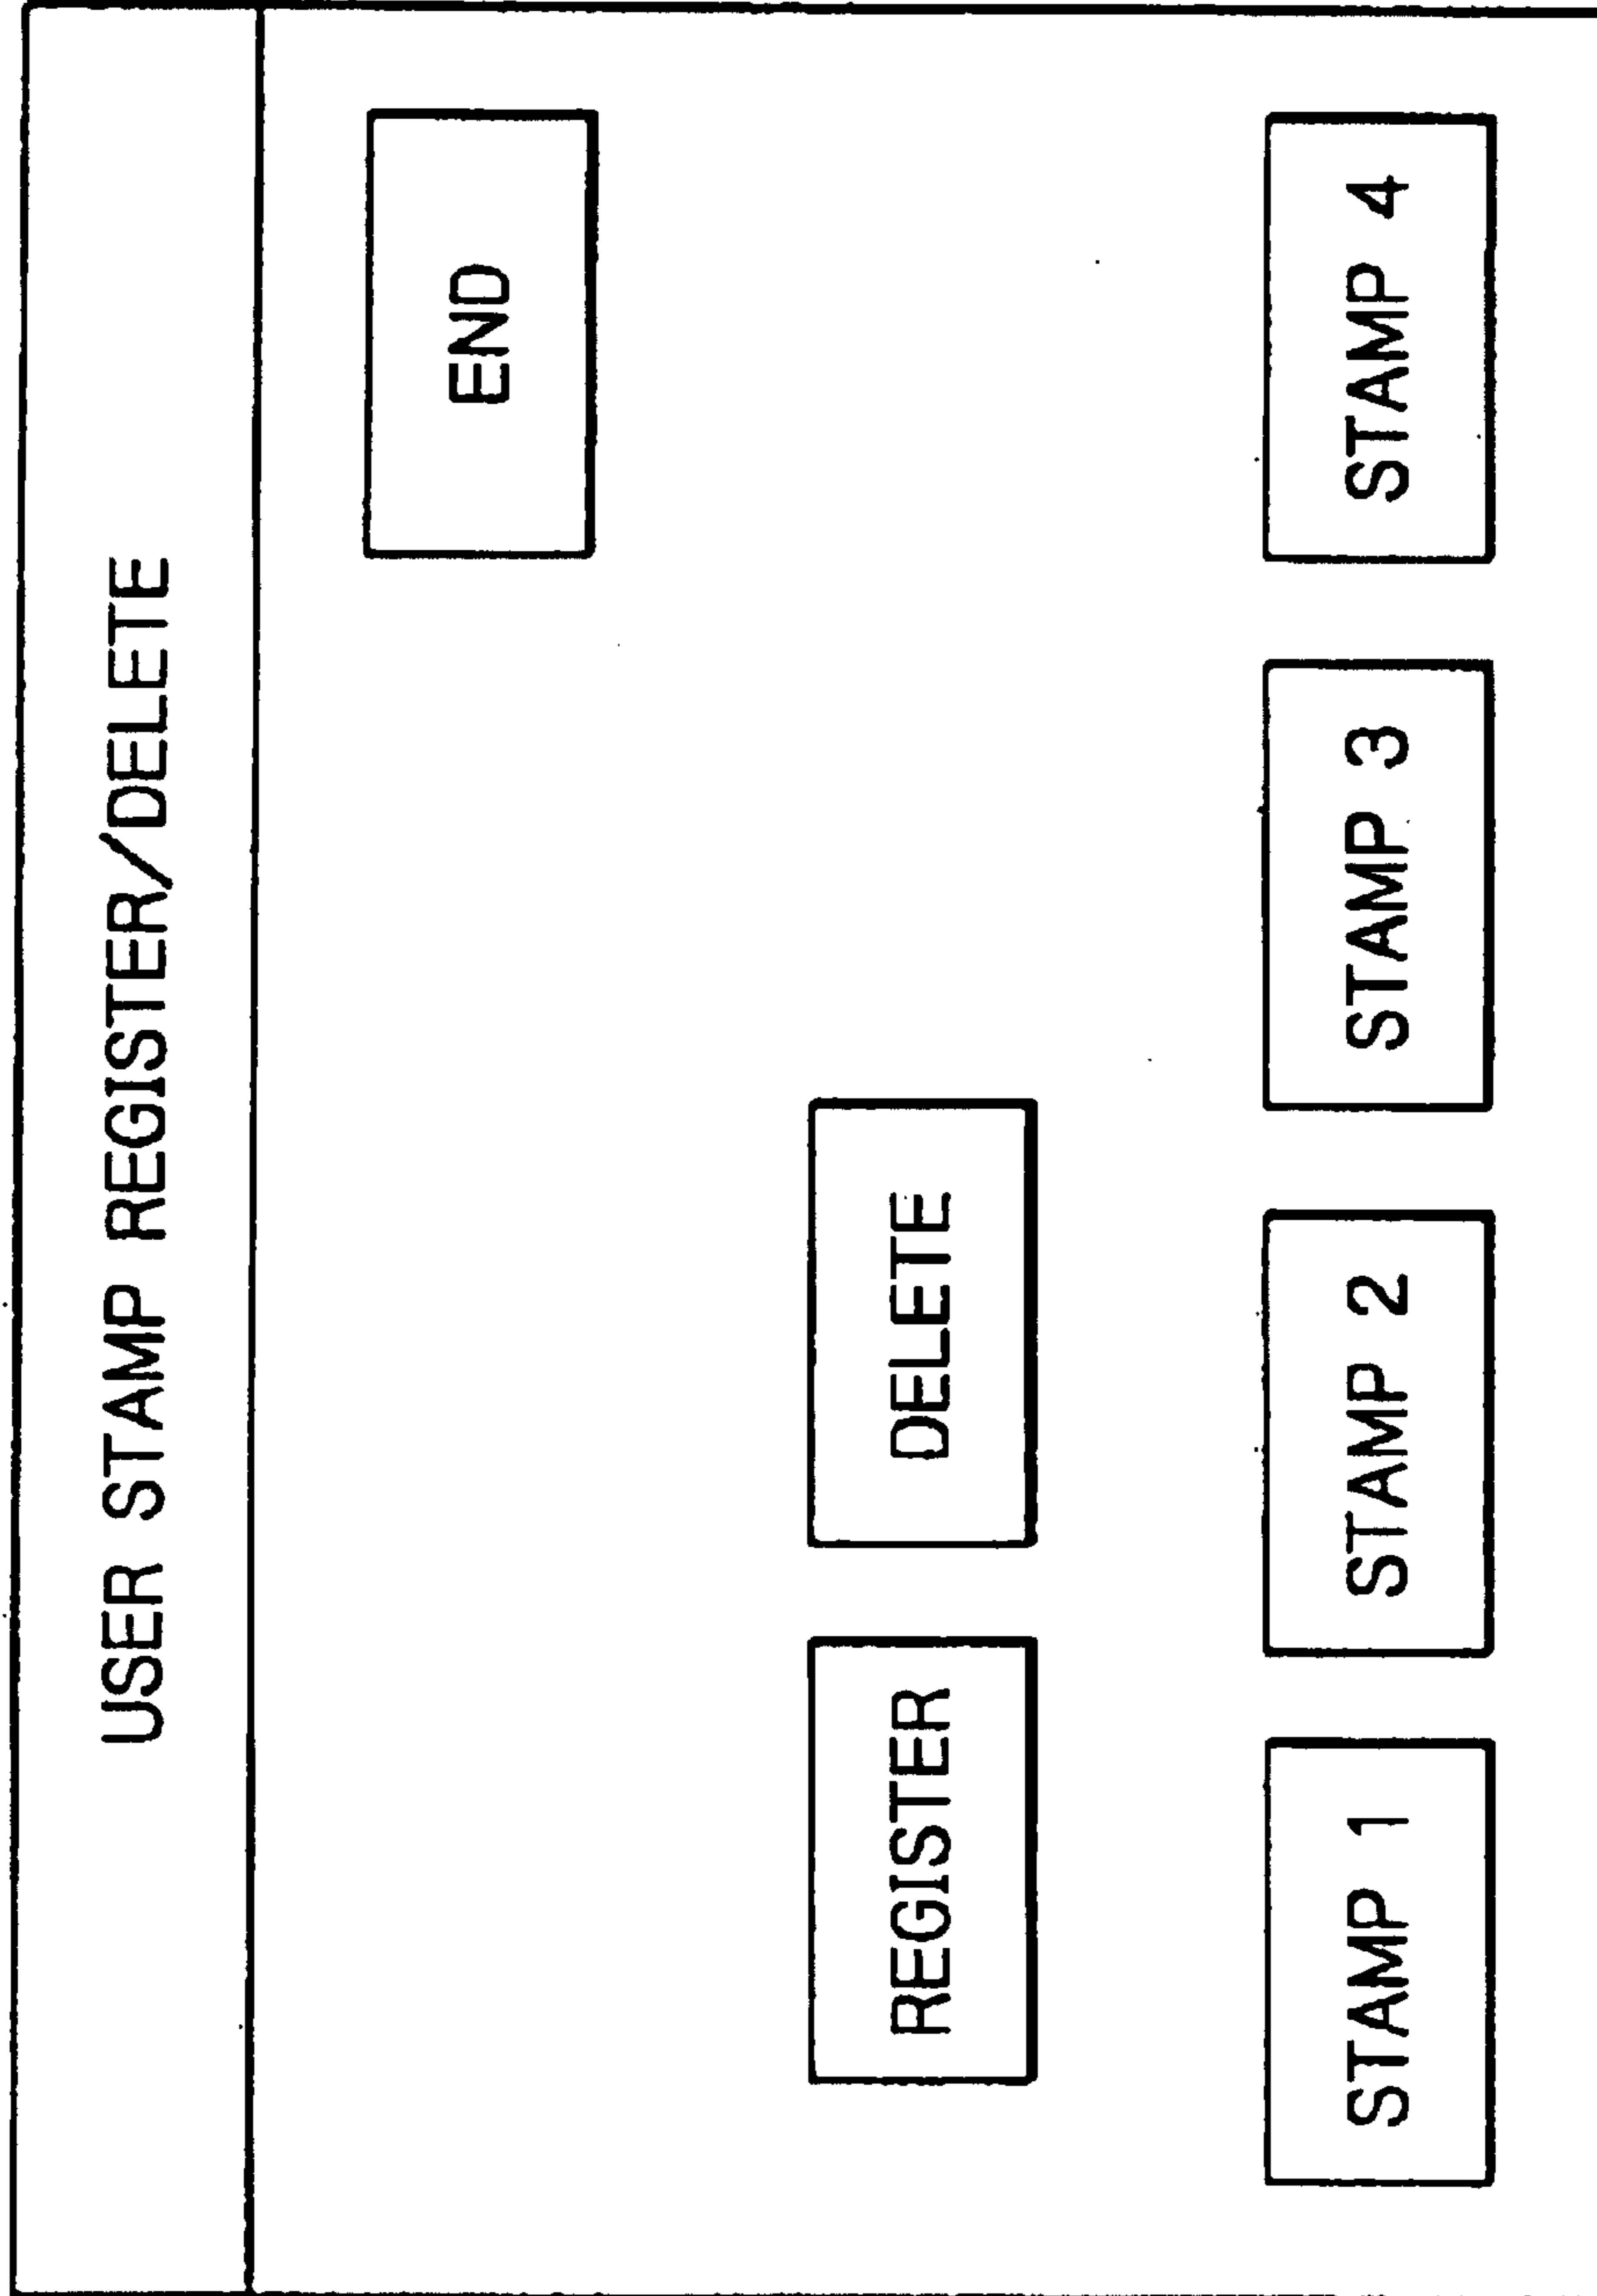 USER STAMP REGISTER/DELETE
END
REGISTER DELETE
STAMP 1 STAMP 2 STAMP 3 STAMP 4